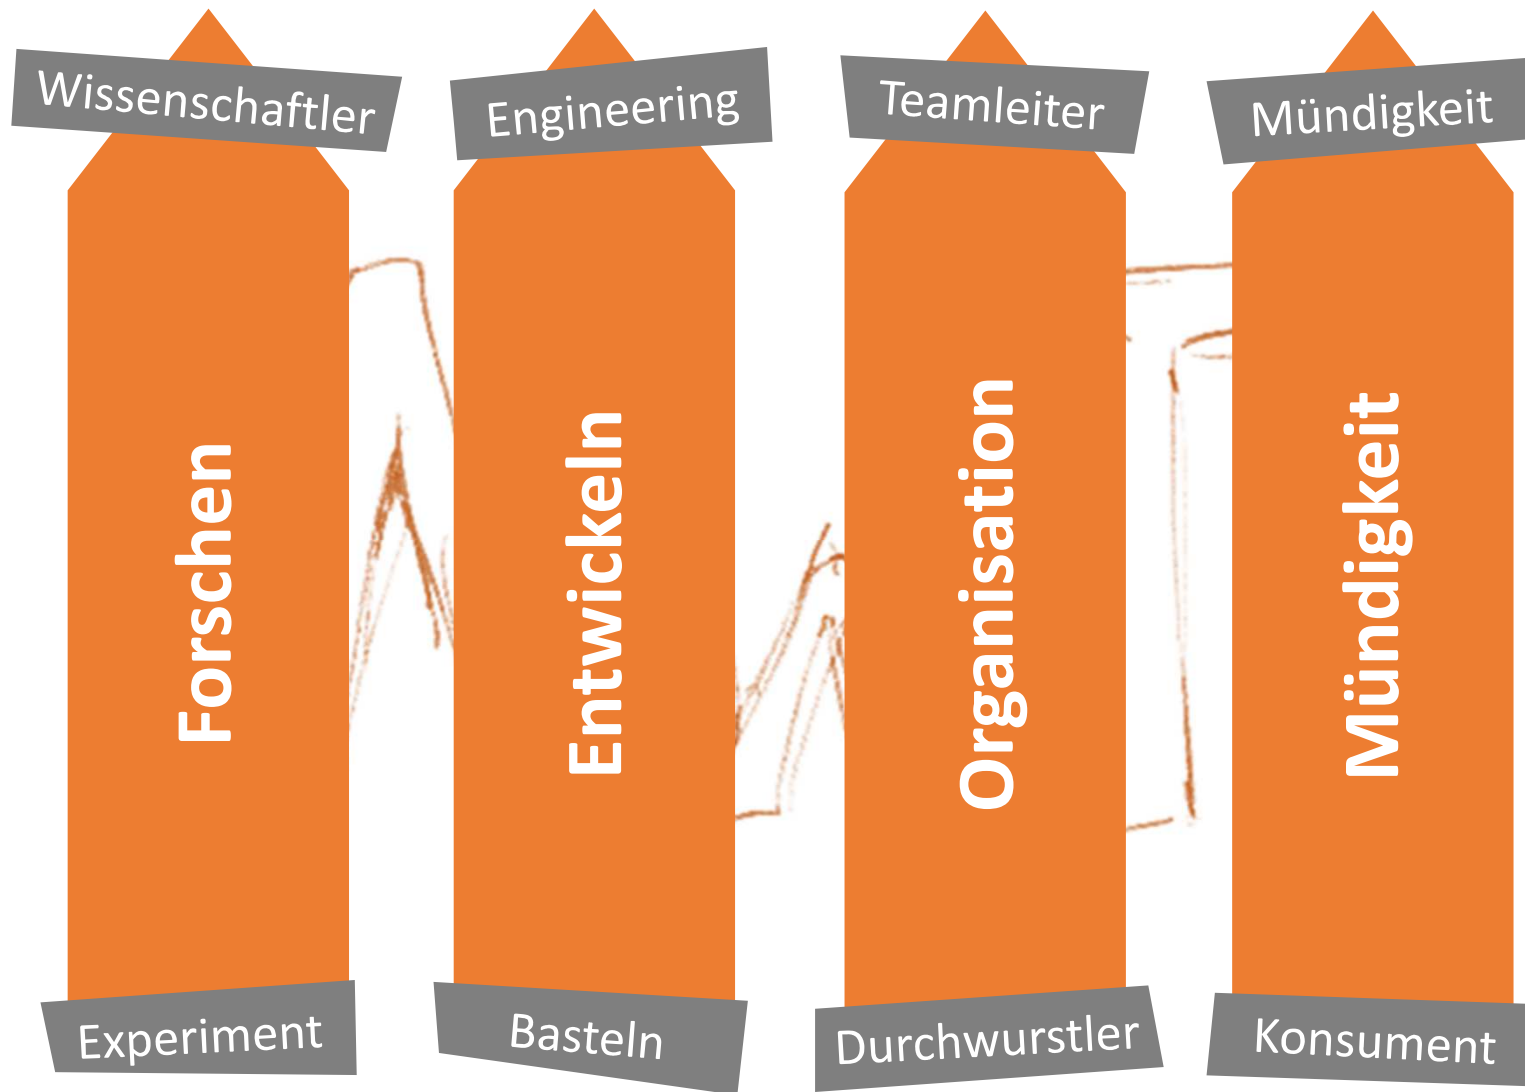 Wissenschaftler
Engineering
Teamleiter
Mündigkeit
Forschen
Entwickeln
Organisation
Mündigkeit
Experiment
Basteln
Durchwurstler
Konsument